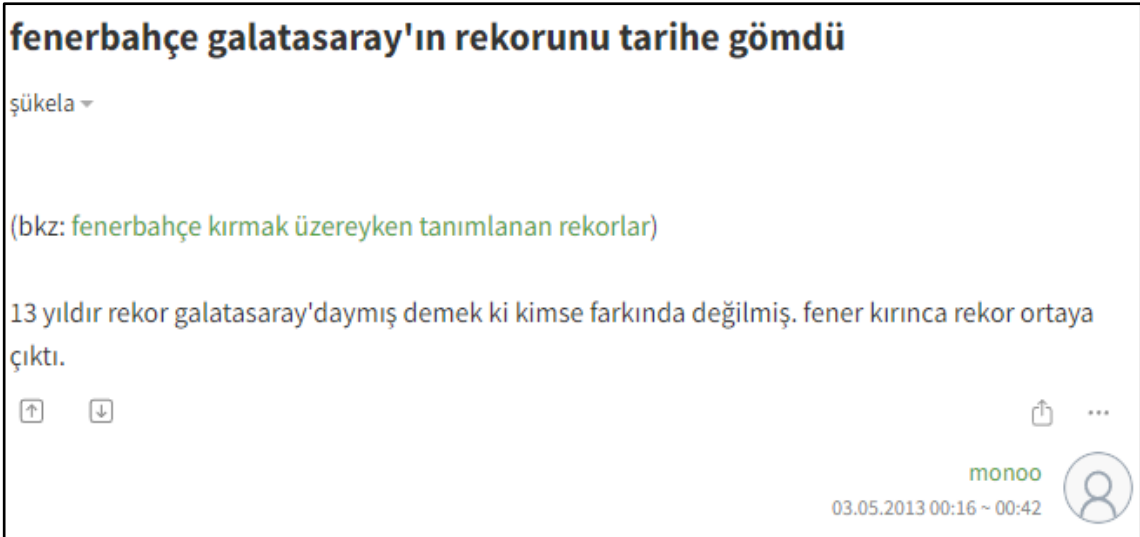 fenerbahçe galatasaray'ın rekorunu tarihe gömdü
şükela
(bkz: fenerbahçe kırmak üzereyken tanımlanan rekorlar)
13 yıldır rekor galatasaray'daymış demek ki kimse farkında değilmiş. fener kırınca rekor ortaya
çıktı.
monoo
03.05.2013 00:16 ~ 00:42